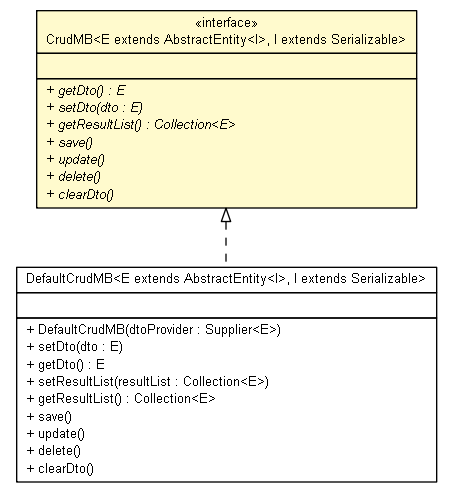 «interface»
CrudMB<E extends AbstractEntity<I>, I extends Serializable>
+ getDto() : E
+ setDto(dto : E)
+ getResultList() : Collection<E>
+ save()
+ update()
+ delete()
+ clearDto()
DefaultCrudMB<E extends AbstractEntity<I>, I extends Serializable>
+ DefaultCrudMB(dtoProvider : Supplier<E>)
+ setDto(dto : E)
+ getDto() : E
+ setResultList(resultList : Collection<E>)
+ getResultList() : Collection<E>
+ save()
+ update()
+ delete()
+ clearDto()